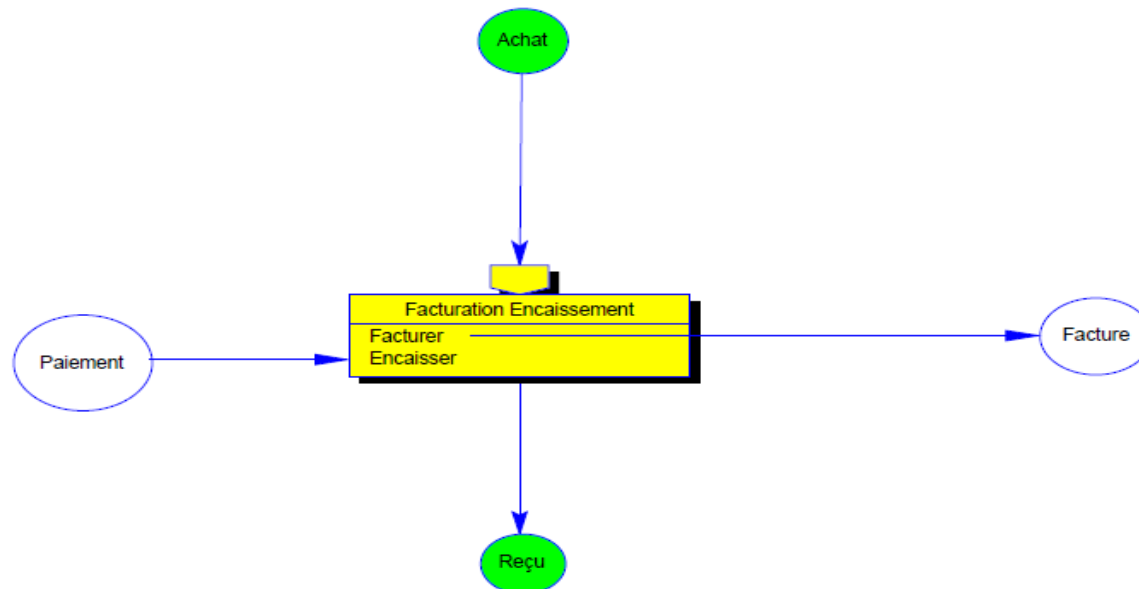 Achat
Facturation Encaissement
Facturer
Encaisser
Paiement
Facture
Reçu